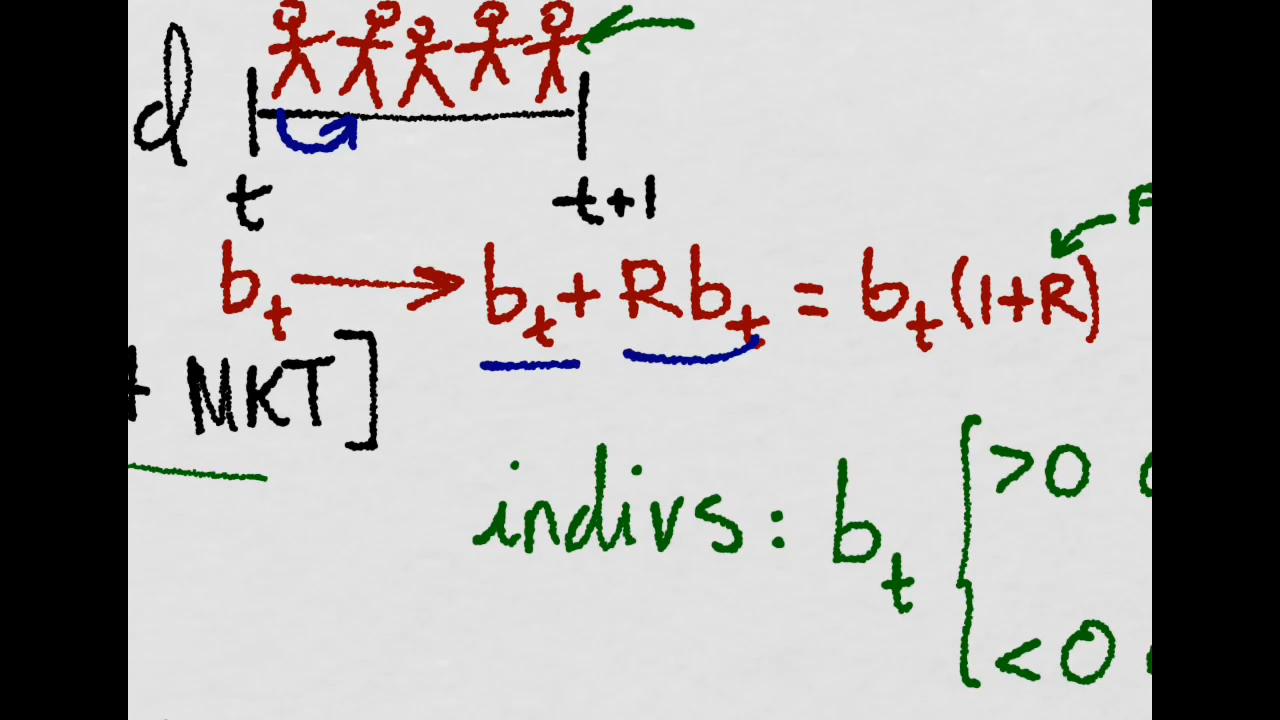 d
t t+1
b_t → b_t + Rb_t = b_t(1+R)
+ MKT]
indivs: b_t { >0
<0